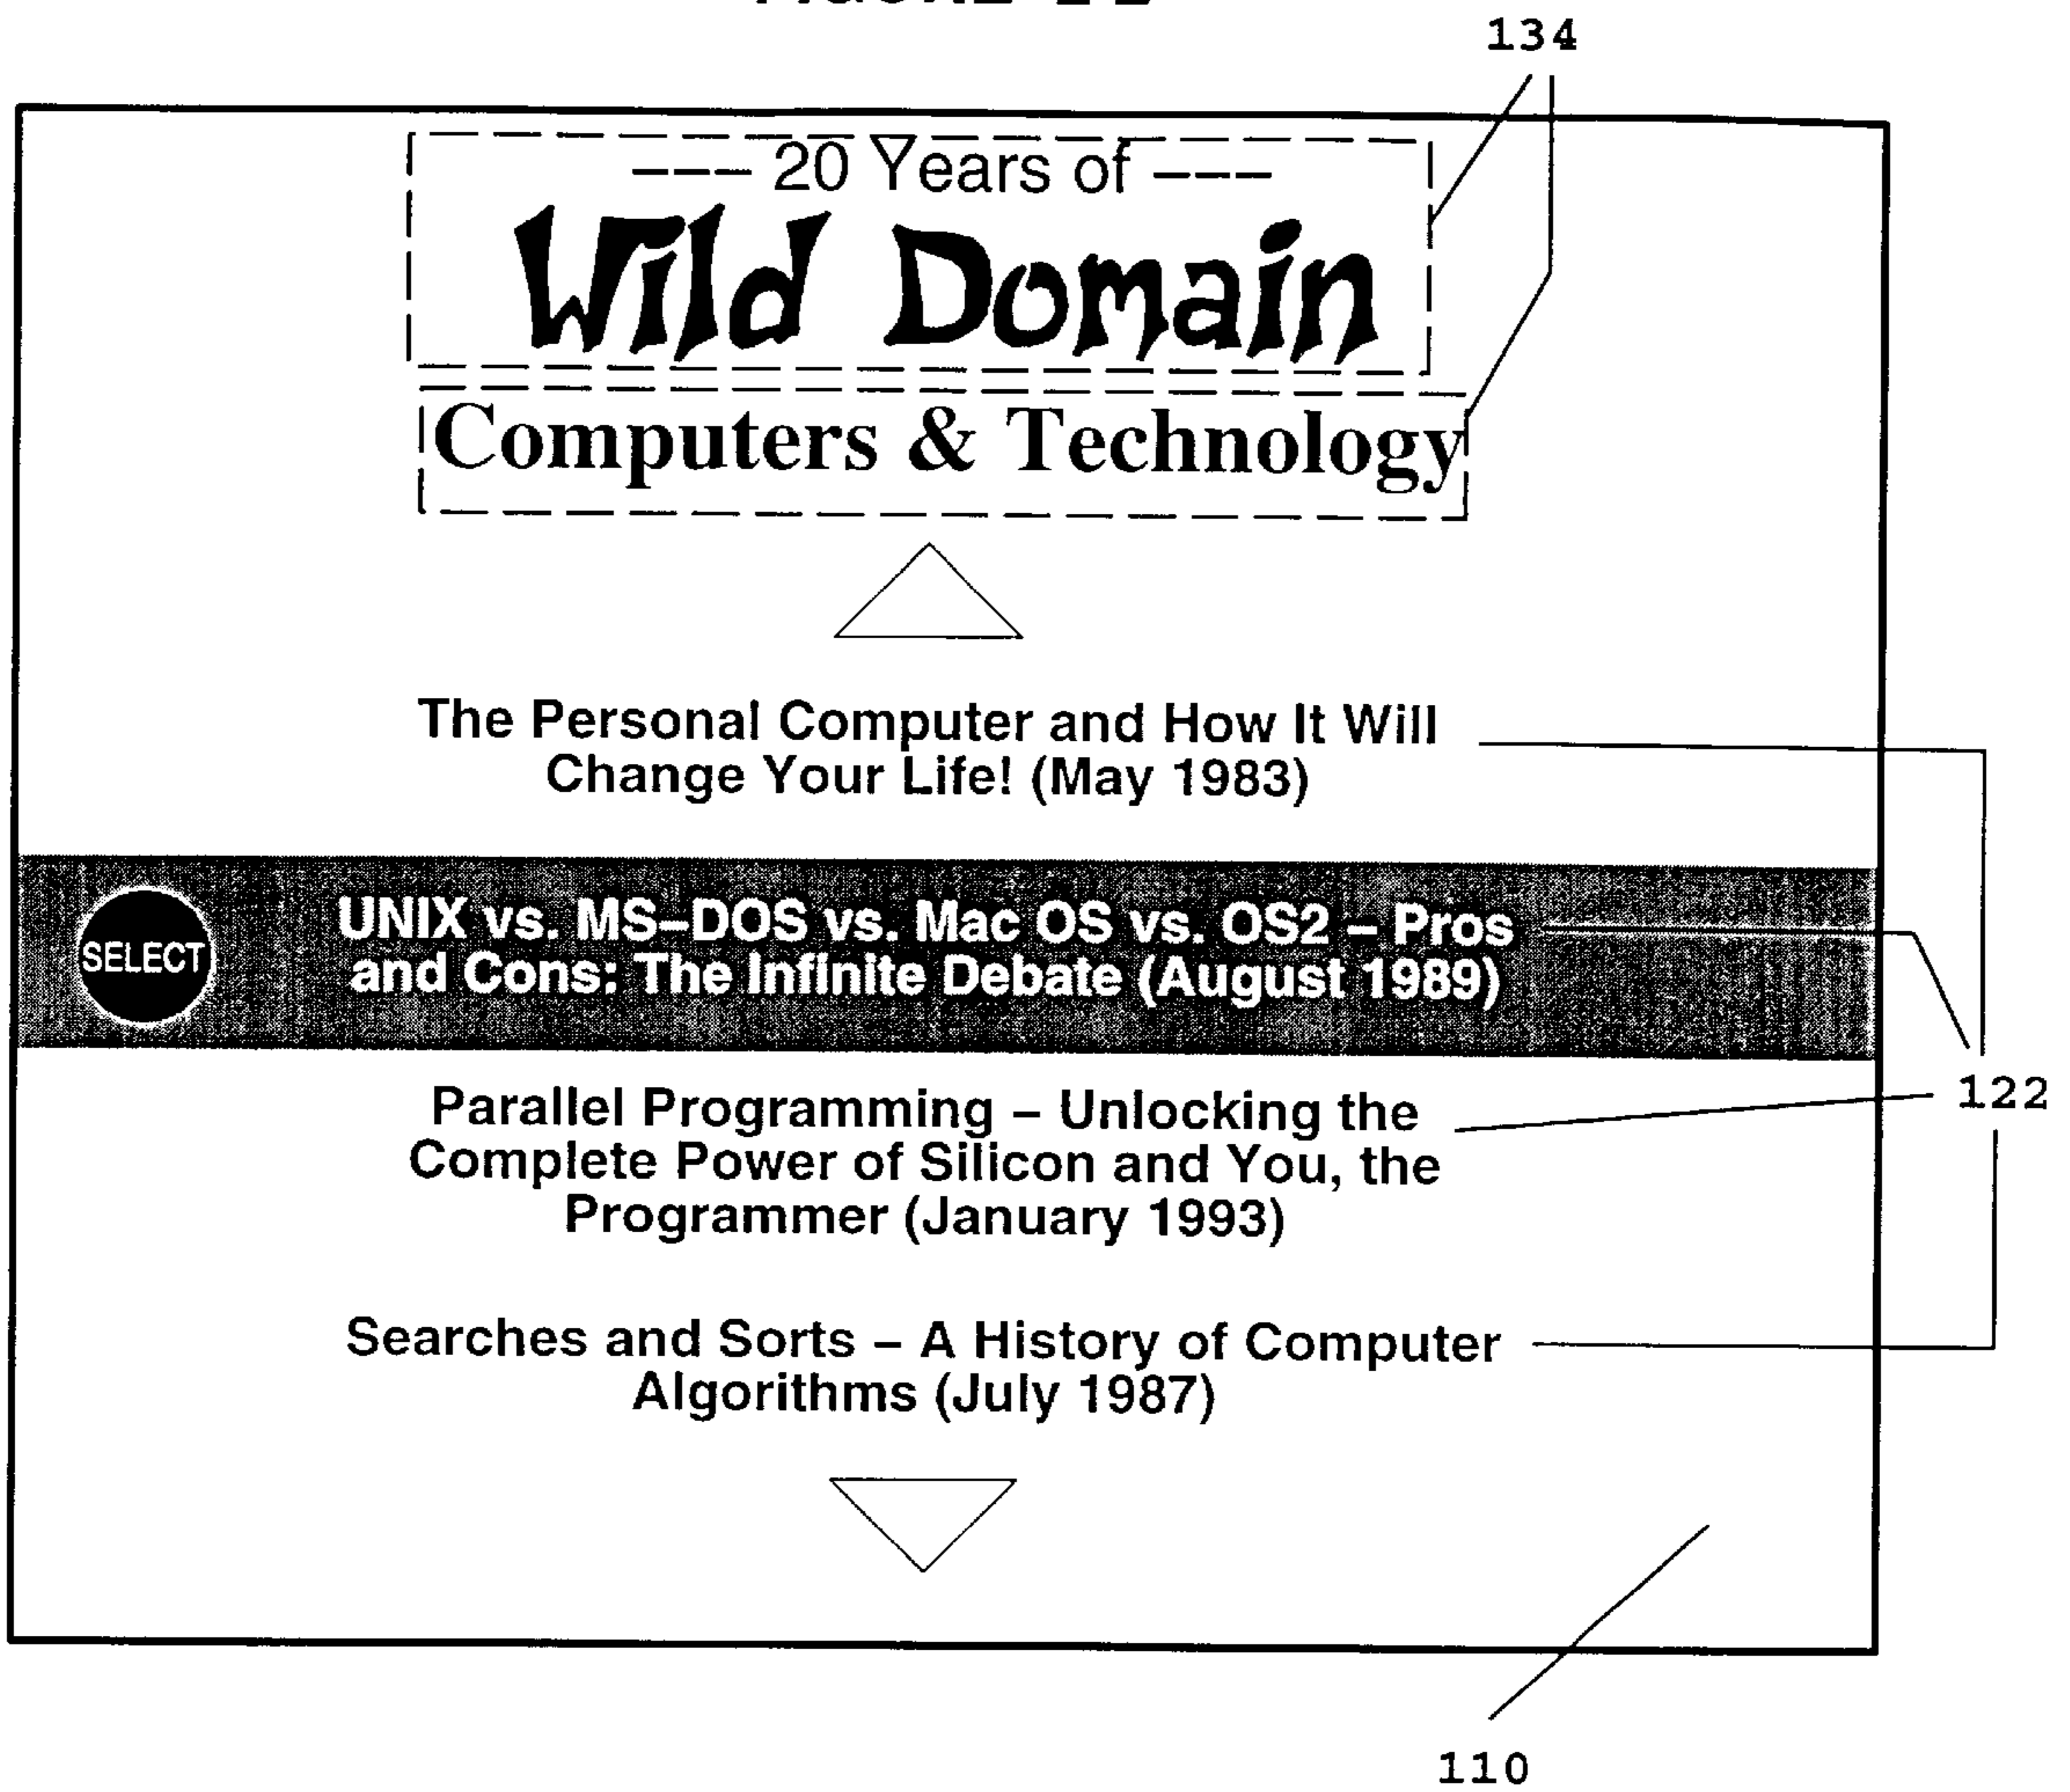 134
--- 20 Years of ---
Wild Domain
Computers & Technology
The Personal Computer and How It Will
Change Your Life! (May 1983)
SELECT
UNIX vs. MS–DOS vs. Mac OS vs. OS2 – Pros
and Cons: The Infinite Debate (August 1989)
122
Parallel Programming – Unlocking the
Complete Power of Silicon and You, the
Programmer (January 1993)
Searches and Sorts – A History of Computer
Algorithms (July 1987)
110